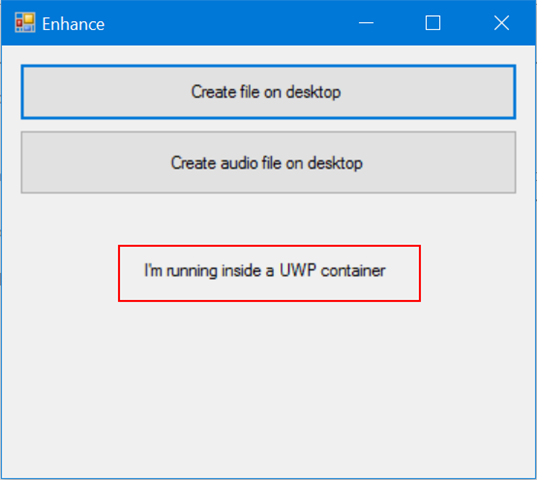 Enhance
Create file on desktop
Create audio file on desktop
I'm running inside a UWP container